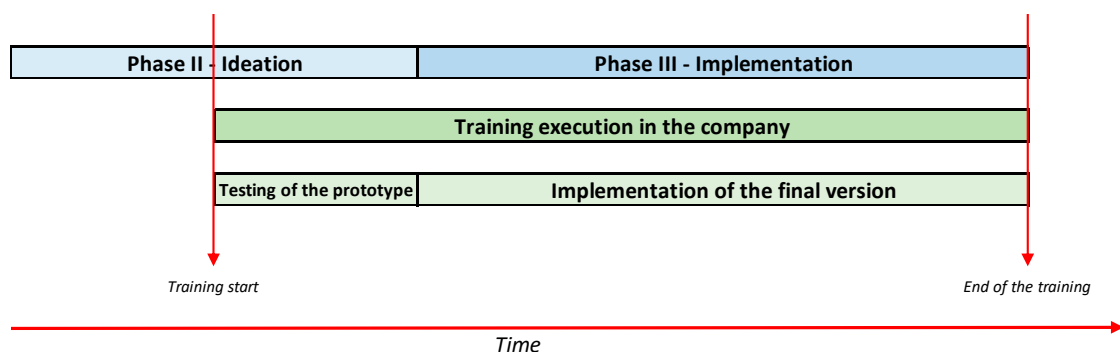 Phase II - Ideation
Phase III - Implementation
Training execution in the company
Testing of the prototype
Implementation of the final version
Training start
End of the training
Time